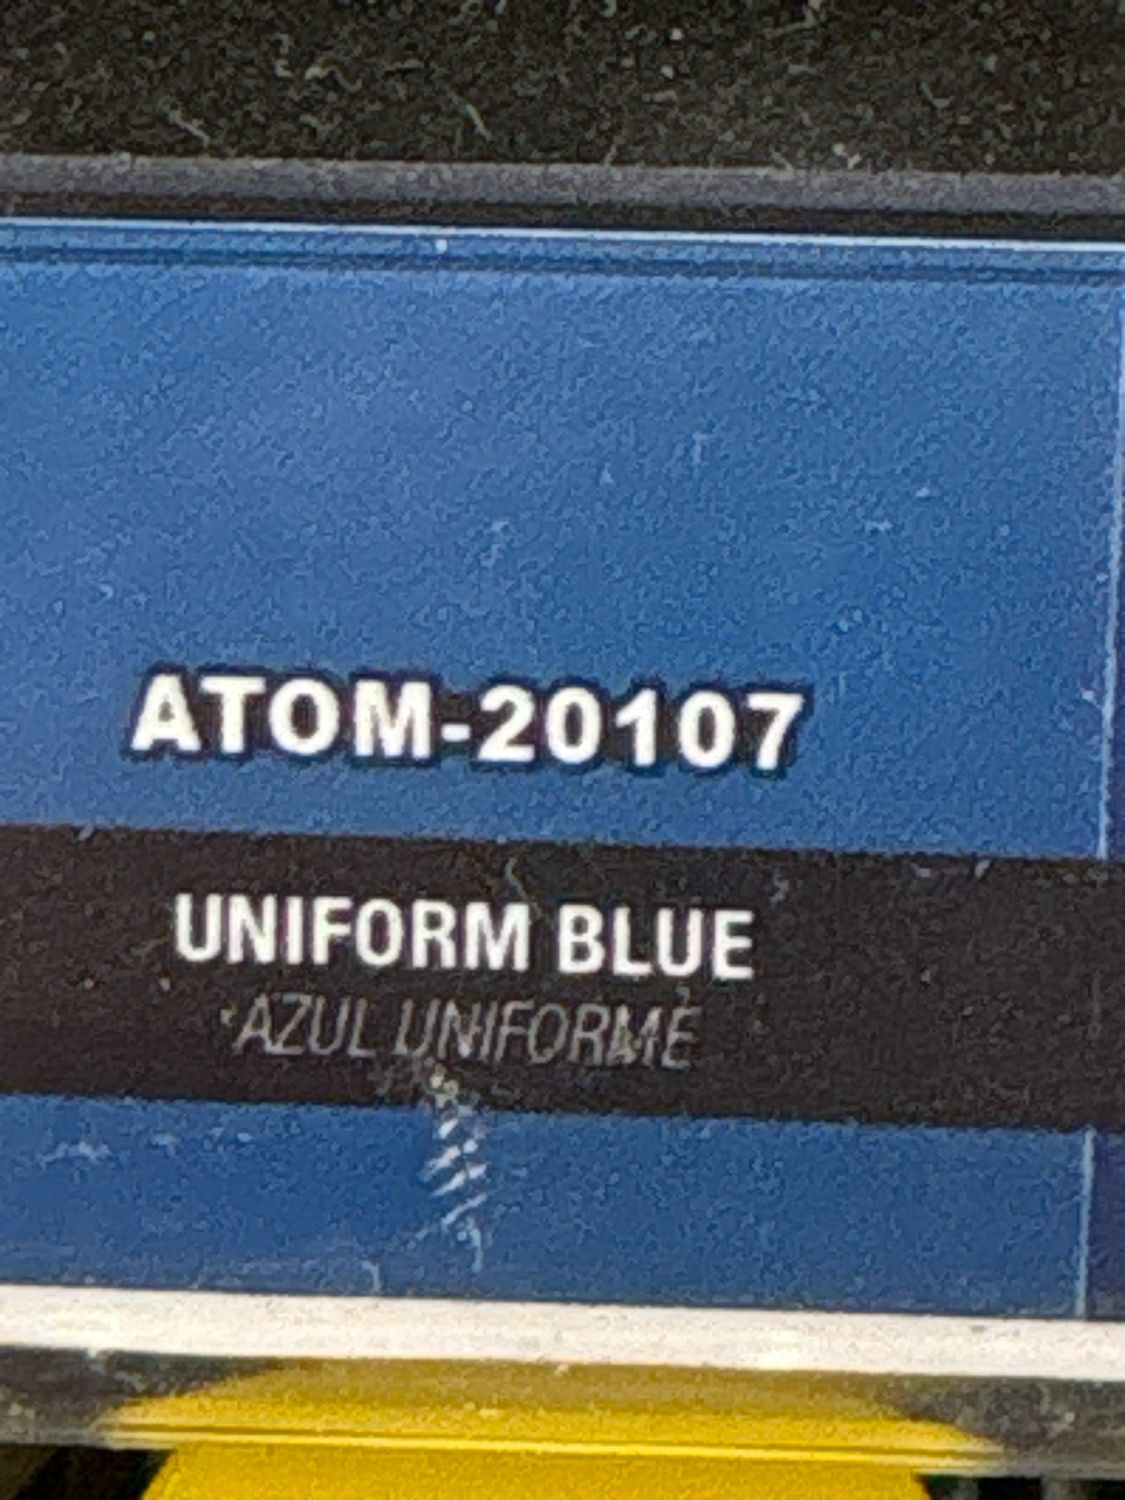 ATOM-20107
UNIFORM BLUE
AZUL UNIFORME